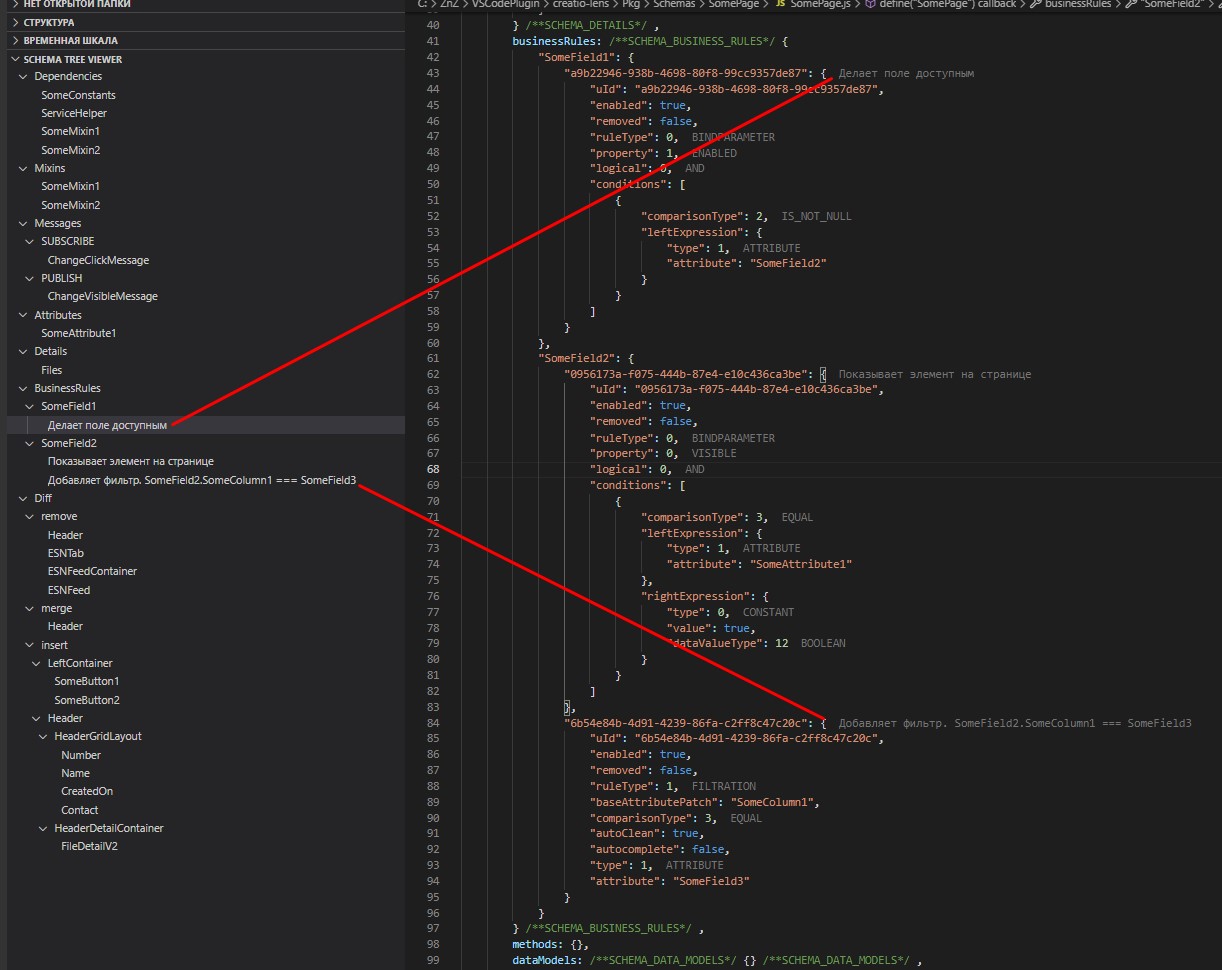 НЕТ ОТКРЫТОЙ ПАПКИ
СТРУКТУРА
ВРЕМЕННАЯ ШКАЛА
SCHEMA TREE VIEWER
Dependencies
SomeConstants
ServiceHelper
SomeMixin1
SomeMixin2
Mixins
SomeMixin1
SomeMixin2
Messages
SUBSCRIBE
ChangeClickMessage
PUBLISH
ChangeVisibleMessage
Attributes
SomeAttribute1
Details
Files
BusinessRules
SomeField1
Делает поле доступным
SomeField2
Показывает элемент на странице
Добавляет фильтр. SomeField2.SomeColumn1 === SomeField3
Diff
remove
Header
ESNTab
ESNFeedContainer
ESNFeed
merge
Header
insert
LeftContainer
SomeButton1
SomeButton2
Header
HeaderGridLayout
Number
Name
CreatedOn
Contact
HeaderDetailContainer
FileDetailV2
C: > ZnZ > VSCodePlugin > creatio-lens > Pkg > Schemas > SomePage > JS SomePage.js > define("SomePage") callback > businessRules > "SomeField2" >
40 } /**SCHEMA_DETAILS*/ ,
41 businessRules: /**SCHEMA_BUSINESS_RULES*/ {
42 "SomeField1": {
43 "a9b22946-938b-4698-80f8-99cc9357de87": { Делает поле доступным
44 "uId": "a9b22946-938b-4698-80f8-99cc9357de87",
45 "enabled": true,
46 "removed": false,
47 "ruleType": 0, BINDPARAMETER
48 "property": 1, ENABLED
49 "logical": 0, AND
50 "conditions": [
51 {
52 "comparisonType": 2, IS_NOT_NULL
53 "leftExpression": {
54 "type": 1, ATTRIBUTE
55 "attribute": "SomeField2"
56 }
57 }
58 ]
59 }
60 },
61 "SomeField2": {
62 "0956173a-f075-444b-87e4-e10c436ca3be": { Показывает элемент на странице
63 "uId": "0956173a-f075-444b-87e4-e10c436ca3be",
64 "enabled": true,
65 "removed": false,
66 "ruleType": 0, BINDPARAMETER
67 "property": 0, VISIBLE
68 "logical": 0, AND
69 "conditions": [
70 {
71 "comparisonType": 3, EQUAL
72 "leftExpression": {
73 "type": 1, ATTRIBUTE
74 "attribute": "SomeAttribute1"
75 },
76 "rightExpression": {
77 "type": 0, CONSTANT
78 "value": true,
79 "dataValueType": 12 BOOLEAN
80 }
81 }
82 ]
83 },
84 "6b54e84b-4d91-4239-86fa-c2ff8c47c20c": { Добавляет фильтр. SomeField2.SomeColumn1 === SomeField3
85 "uId": "6b54e84b-4d91-4239-86fa-c2ff8c47c20c",
86 "enabled": true,
87 "removed": false,
88 "ruleType": 1, FILTRATION
89 "baseAttributePatch": "SomeColumn1",
90 "comparisonType": 3, EQUAL
91 "autoClean": true,
92 "autocomplete": false,
93 "type": 1, ATTRIBUTE
94 "attribute": "SomeField3"
95 }
96 }
97 } /**SCHEMA_BUSINESS_RULES*/ ,
98 methods: {},
99 dataModels: /**SCHEMA_DATA_MODELS*/ {} /**SCHEMA_DATA_MODELS*/ ,